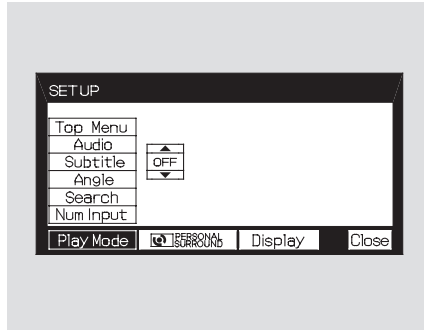 SETUP
Top Menu
Audio
Subtitle
OFF
Angle
Search
Num Input
Play Mode
PERSONAL
SURROUND
Display
Close